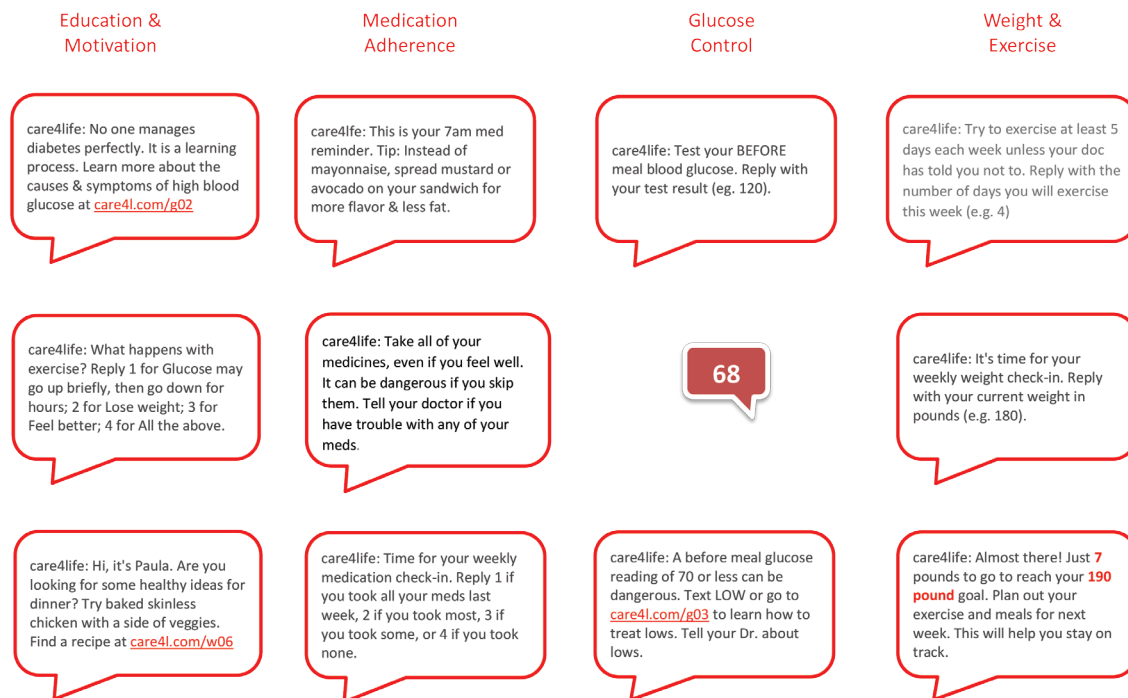 Education &
Motivation
Medication
Adherence
Glucose
Control
Weight &
Exercise
care4life: No one manages
diabetes perfectly. It is a learning
process. Learn more about the
causes & symptoms of high blood
glucose at care4l.com/g02
care4lfe: This is your 7am med
reminder. Tip: Instead of
mayonnaise, spread mustard or
avocado on your sandwich for
more flavor & less fat.
care4life: Test your BEFORE
meal blood glucose. Reply with
your test result (eg. 120).
care4life: Try to exercise at least 5
days each week unless your doc
has told you not to. Reply with the
number of days you will exercise
this week (e.g. 4)
care4life: What happens with
exercise? Reply 1 for Glucose may
go up briefly, then go down for
hours; 2 for Lose weight; 3 for
Feel better; 4 for All the above.
care4life: Take all of your
medicines, even if you feel well.
It can be dangerous if you skip
them. Tell your doctor if you
have trouble with any of your
meds.
68
care4life: It's time for your
weekly weight check-in. Reply
with your current weight in
pounds (e.g. 180).
care4life: Hi, it's Paula. Are you
looking for some healthy ideas for
dinner? Try baked skinless
chicken with a side of veggies.
Find a recipe at care4l.com/w06
care4life: Time for your weekly
medication check-in. Reply 1 if
you took all your meds last
week, 2 if you took most, 3 if
you took some, or 4 if you took
none.
care4life: A before meal glucose
reading of 70 or less can be
dangerous. Text LOW or go to
care4l.com/g03 to learn how to
treat lows. Tell your Dr. about
lows.
care4life: Almost there! Just 7
pounds to go to reach your 190
pound goal. Plan out your
exercise and meals for next
week. This will help you stay on
track.